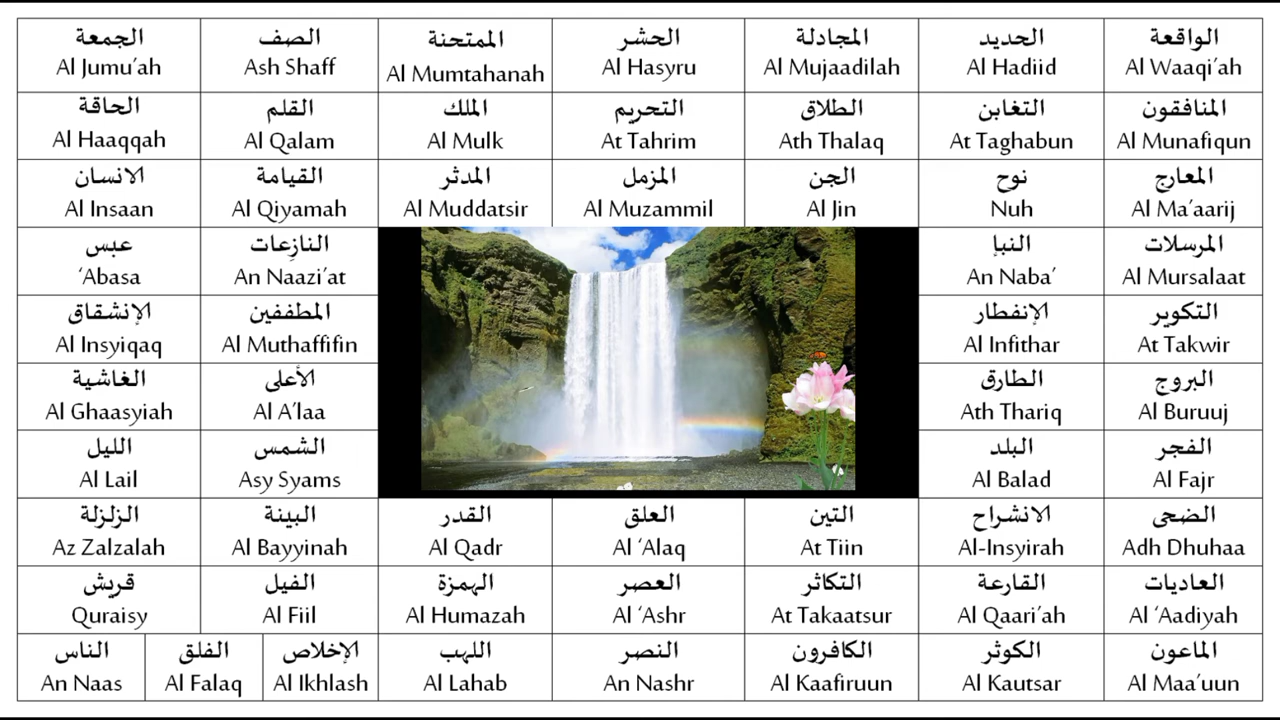 الواقعة
Al Waaqi’ah
الحديد
Al Hadiid
المجادلة
Al Mujaadilah
الحشر
Al Hasyru
الممتحنة
Al Mumtahanah
الصف
Ash Shaff
الجمعة
Al Jumu’ah
المنافقون
Al Munafiqun
التغابن
At Taghabun
الطلاق
Ath Thalaq
التحريم
At Tahrim
الملك
Al Mulk
القلم
Al Qalam
الحاقة
Al Haaqqah
المعارج
Al Ma’aarij
نوح
Nuh
الجن
Al Jin
المزمل
Al Muzammil
المدثر
Al Muddatsir
القيامة
Al Qiyamah
الانسان
Al Insaan
المرسلات
Al Mursalaat
النبإ
An Naba’
النازِعات
An Naazi’at
عبس
‘Abasa
التكوير
At Takwir
الإنفطار
Al Infithar
المطففين
Al Muthaffifin
الإنشقاق
Al Insyiqaq
البروج
Al Buruuj
الطارق
Ath Thariq
الأعلى
Al A’laa
الغاشية
Al Ghaasyiah
الفجر
Al Fajr
البلد
Al Balad
الشمس
Asy Syams
الليل
Al Lail
الضحى
Adh Dhuhaa
الانشراح
Al-Insyirah
التين
At Tiin
العلق
Al ‘Alaq
القدر
Al Qadr
البينة
Al Bayyinah
الزلزلة
Az Zalzalah
العاديات
Al ‘Aadiyah
القارعة
Al Qaari’ah
التكاثر
At Takaatsur
العصر
Al ‘Ashr
الهمزة
Al Humazah
الفيل
Al Fiil
قريش
Quraisy
الماعون
Al Maa’uun
الكوثر
Al Kautsar
الكافرون
Al Kaafiruun
النصر
An Nashr
اللهب
Al Lahab
الإخلاص
Al Ikhlash
الفلق
Al Falaq
الناس
An Naas